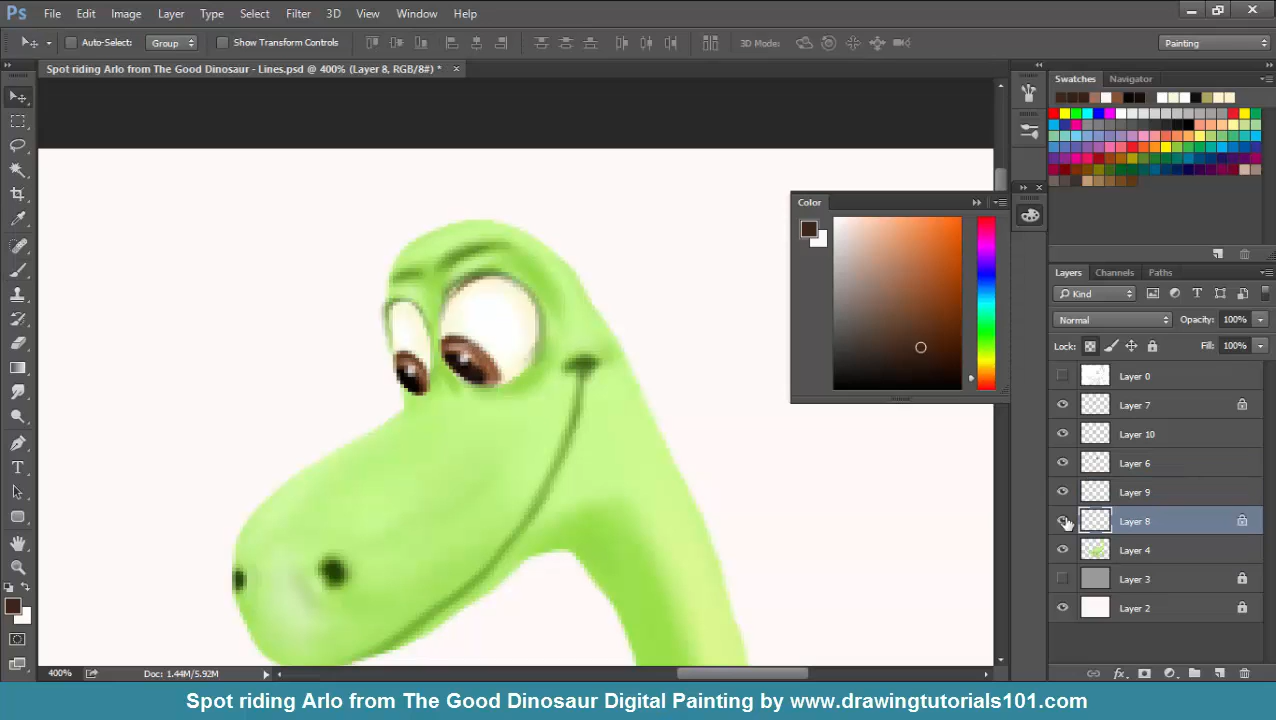 Ps File Edit Image Layer Type Select Filter 3D View Window Help
Auto-Select: Group Show Transform Controls 3D Mode: Painting
Spot riding Arlo from The Good Dinosaur - Lines.psd @ 400% (Layer 8, RGB/8#) *
Swatches Navigator
Color
Layers Channels Paths
Kind
Normal Opacity: 100%
Lock: Fill: 100%
Layer 0
Layer 7
Layer 10
Layer 6
Layer 9
Layer 8
Layer 4
Layer 3
Layer 2
400% Doc: 1.44M/5.92M
Spot riding Arlo from The Good Dinosaur Digital Painting by www.drawingtutorials101.com